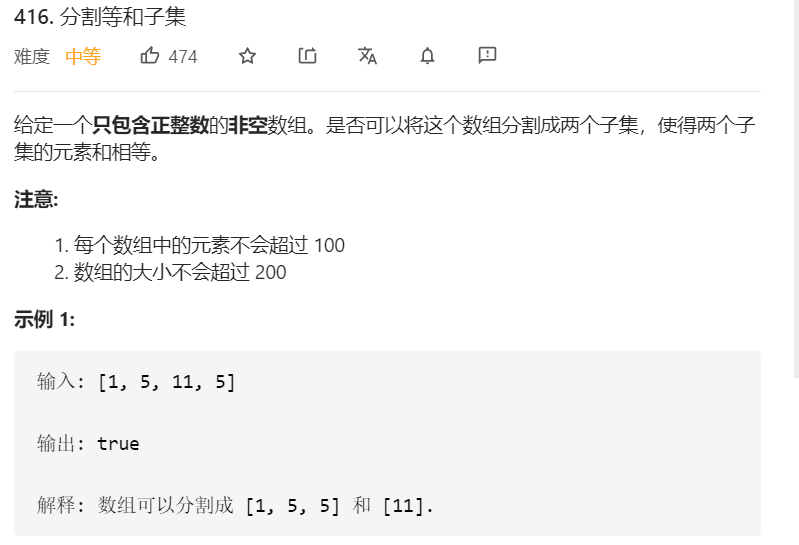 416. 分割等和子集
难度 中等 474
给定一个只包含正整数的非空数组。是否可以将这个数组分割成两个子集，使得两个子
集的元素和相等。
注意:
1. 每个数组中的元素不会超过 100
2. 数组的大小不会超过 200
示例 1:
输入: [1, 5, 11, 5]
输出: true
解释: 数组可以分割成 [1, 5, 5] 和 [11].